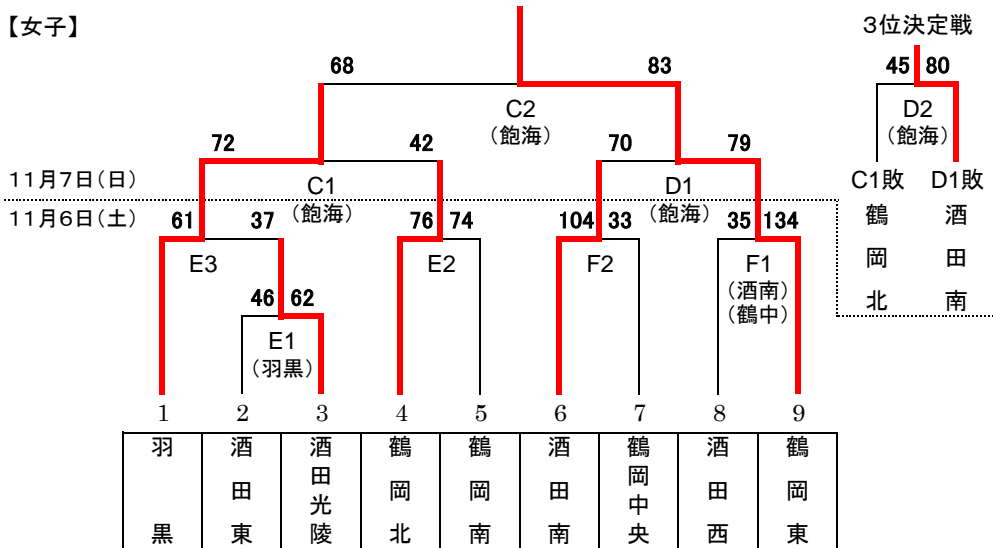 【女子】
3位決定戦
68 83
45 80
C2
(飽海)
D2
(飽海)
72 42 70 79
11月7日(日)
C1
(飽海)
D1
(飽海)
C1敗 D1敗
11月6日(土)
61 37 76 74 104 33 35 134
鶴岡北 酒田南
E3 E2 F2 F1
(酒南)
(鶴中)
46 62
E1
(羽黒)
1 2 3 4 5 6 7 8 9
羽黒 酒田東 酒田光陵 鶴岡北 鶴岡南 酒田南 鶴岡中央 酒田西 鶴岡東